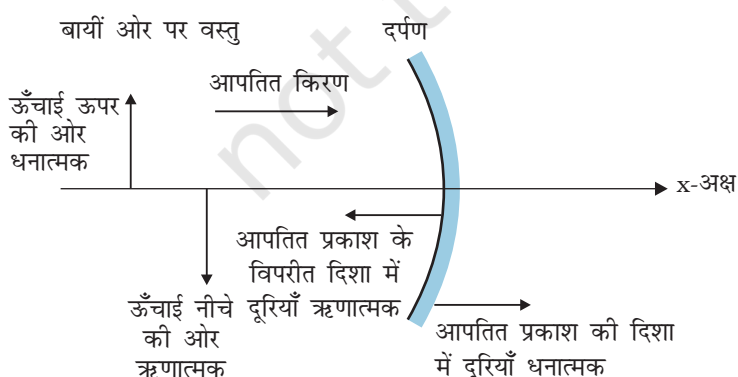 बायीं ओर पर वस्तु
दर्पण
आपतित किरण
ऊँचाई ऊपर
की ओर
धनात्मक
x-अक्ष
आपतित प्रकाश के
विपरीत दिशा में
दूरियाँ ऋणात्मक
ऊँचाई नीचे
की ओर
ऋणात्मक
आपतित प्रकाश की दिशा
में दूरियाँ धनात्मक
not t